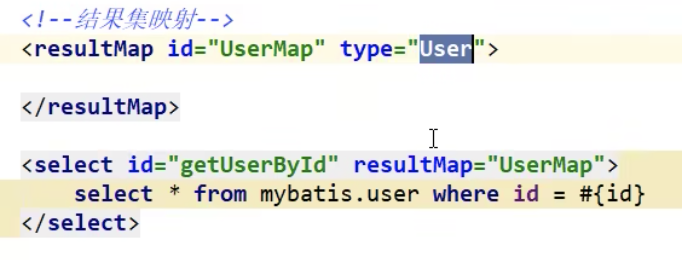 <!--结果集映射-->
<resultMap id="UserMap" type="User">
</resultMap>
<select id="getUserById" resultMap="UserMap">
select * from mybatis.user where id = #{id}
</select>